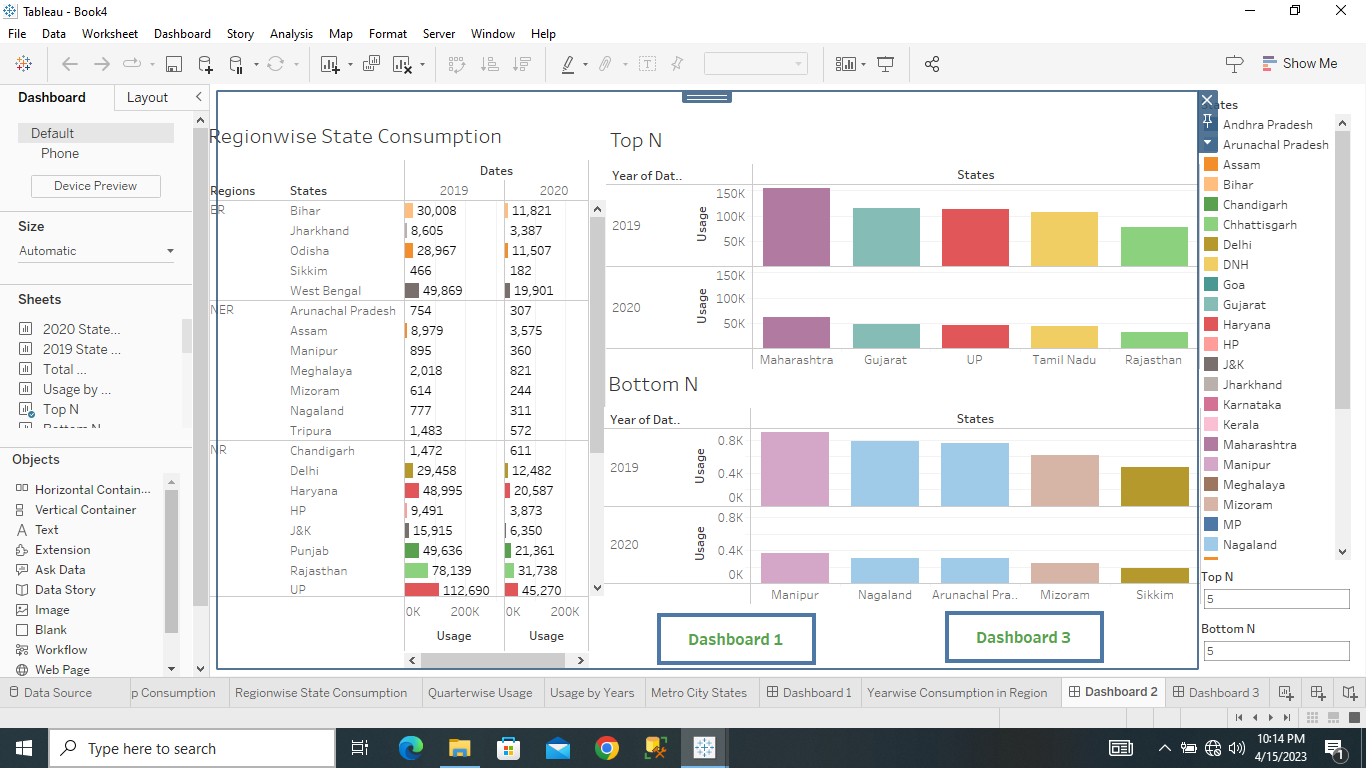 Tableau - Book4
File Data Worksheet Dashboard Story Analysis Map Format Server Window Help
Show Me
Dashboard Layout
Default
Phone
Device Preview
Size
Automatic
Sheets
2020 State...
2019 State ...
Total ...
Usage by ...
Top N
Bottom N
Objects
Horizontal Contain...
Vertical Container
Text
Extension
Ask Data
Data Story
Image
Blank
Workflow
Web Page
Regionwise State Consumption
Dates
Regions States 2019 2020
ER Bihar 30,008 11,821
Jharkhand 8,605 3,387
Odisha 28,967 11,507
Sikkim 466 182
West Bengal 49,869 19,901
NER Arunachal Pradesh 754 307
Assam 8,979 3,575
Manipur 895 360
Meghalaya 2,018 821
Mizoram 614 244
Nagaland 777 311
Tripura 1,483 572
NR Chandigarh 1,472 611
Delhi 29,458 12,482
Haryana 48,995 20,587
HP 9,491 3,873
J&K 15,915 6,350
Punjab 49,636 21,361
Rajasthan 78,139 31,738
UP 112,690 45,270
0K 200K 0K 200K
Usage Usage
Top N
Year of Dat.. States
2019
Usage
150K
100K
50K
2020
Usage
150K
100K
50K
Maharashtra Gujarat UP Tamil Nadu Rajasthan
Bottom N
Year of Dat.. States
2019
Usage
0.8K
0.4K
0K
2020
Usage
0.8K
0.4K
0K
Manipur Nagaland Arunachal Pra.. Mizoram Sikkim
Dashboard 1
Dashboard 3
Andhra Pradesh
Arunachal Pradesh
Assam
Bihar
Chandigarh
Chhattisgarh
Delhi
DNH
Goa
Gujarat
Haryana
HP
J&K
Jharkhand
Karnataka
Kerala
Maharashtra
Manipur
Meghalaya
Mizoram
MP
Nagaland
Top N
5
Bottom N
5
Data Source p Consumption Regionwise State Consumption Quarterwise Usage Usage by Years Metro City States Dashboard 1 Yearwise Consumption in Region Dashboard 2 Dashboard 3
Type here to search
10:14 PM
4/15/2023
1